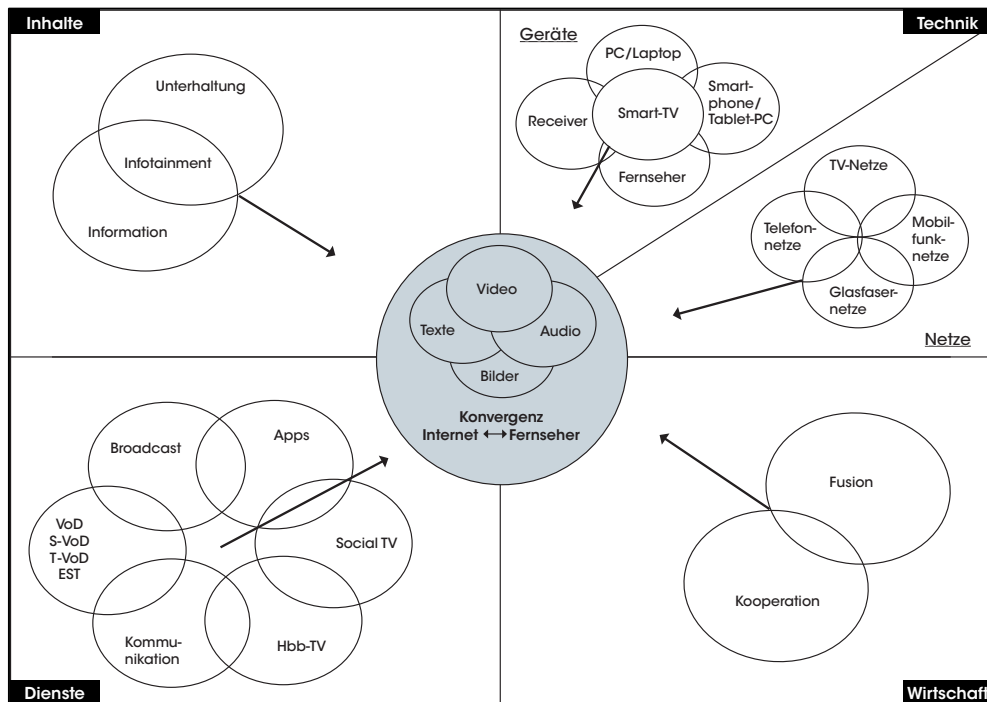 Inhalte
Unterhaltung
Infotainment
Information
Technik
Geräte
PC/Laptop
Smart-
phone/
Tablet-PC
Receiver
Smart-TV
Fernseher
TV-Netze
Telefon-
netze
Mobil-
funk-
netze
Glasfaser-
netze
Netze
Video
Texte
Audio
Bilder
Konvergenz
Internet ⟷ Fernseher
Broadcast
Apps
VoD
S-VoD
T-VoD
EST
Social TV
Kommu-
nikation
Hbb-TV
Dienste
Fusion
Kooperation
Wirtschaft